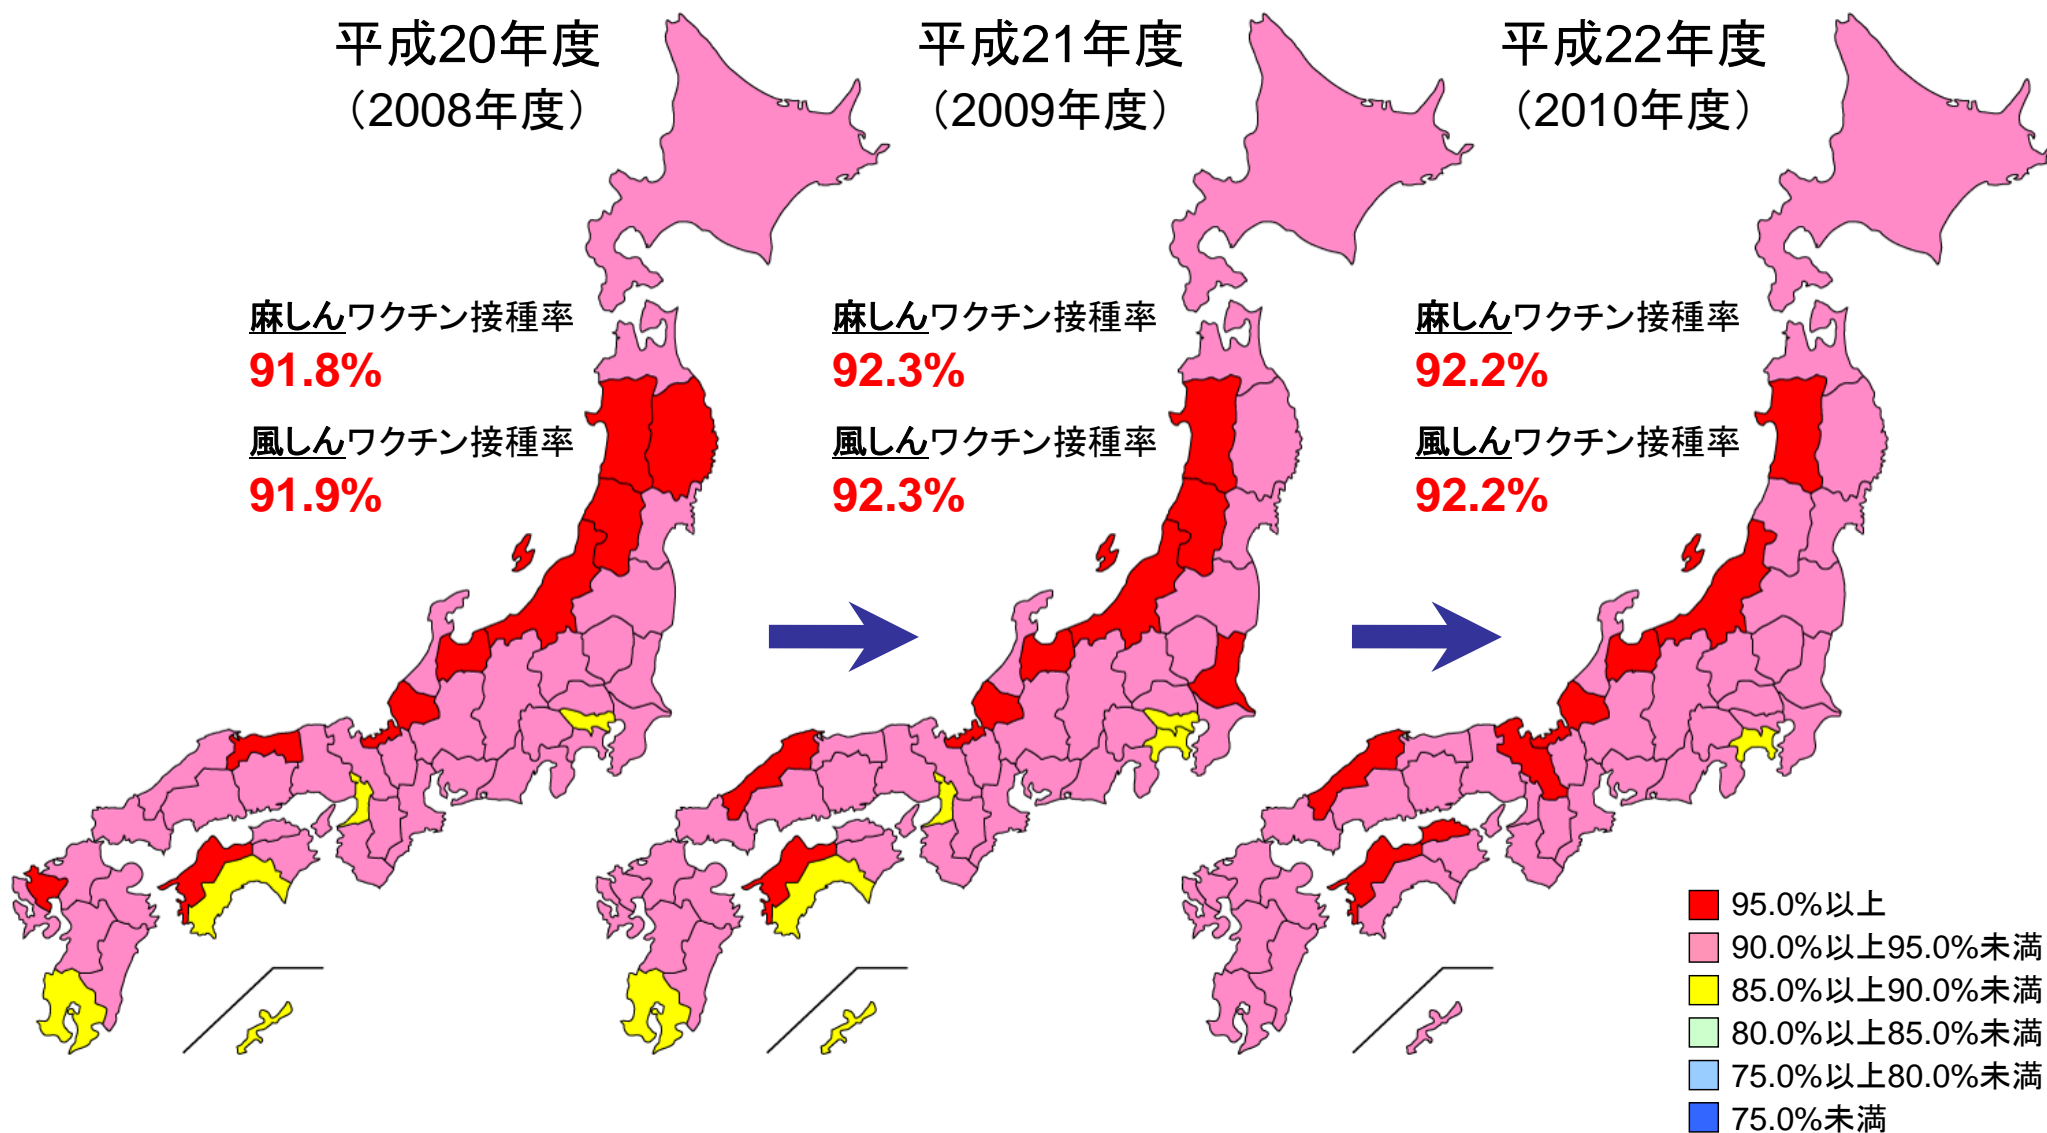 平成20年度
（2008年度）
麻しんワクチン接種率
91.8%
風しんワクチン接種率
91.9%
平成21年度
（2009年度）
麻しんワクチン接種率
92.3%
風しんワクチン接種率
92.3%
平成22年度
（2010年度）
麻しんワクチン接種率
92.2%
風しんワクチン接種率
92.2%
95.0%以上
90.0%以上95.0%未満
85.0%以上90.0%未満
80.0%以上85.0%未満
75.0%以上80.0%未満
75.0%未満